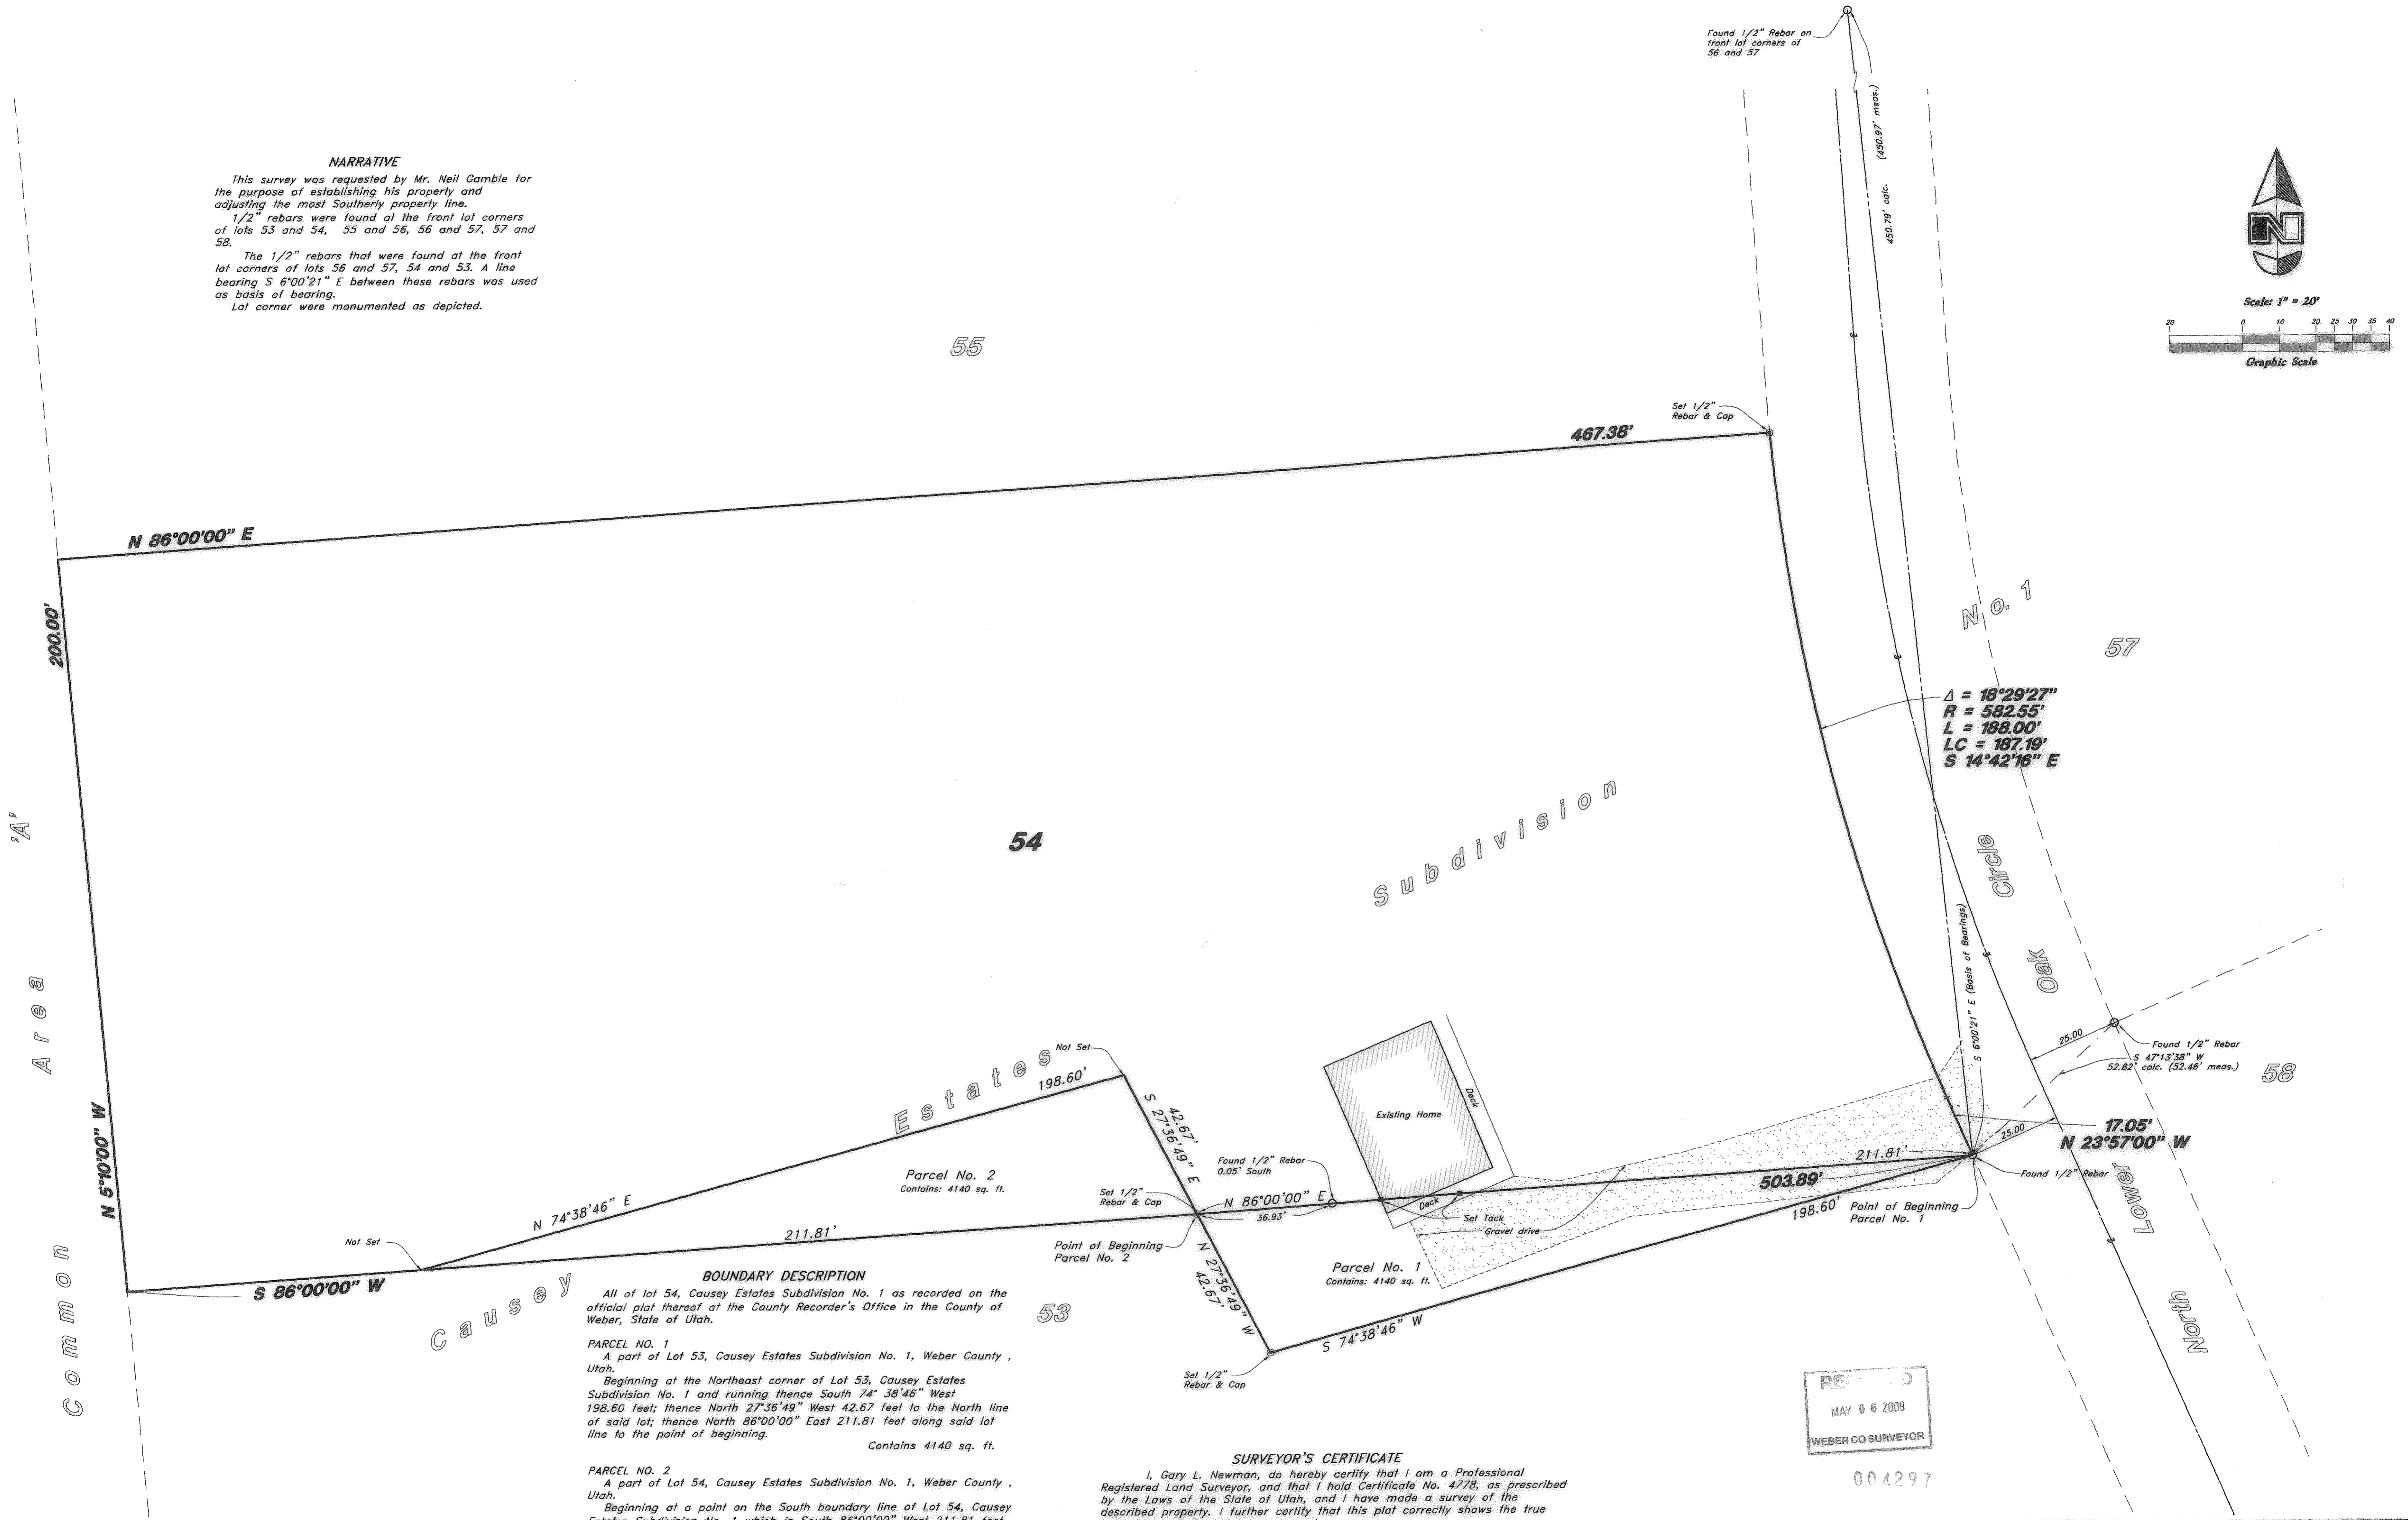 Found 1/2" Rebar on
front lot corners of
56 and 57
450.79' calc. (450.97' meas.)
NARRATIVE
This survey was requested by Mr. Neil Gamble for
the purpose of establishing his property and
adjusting the most Southerly property line.
1/2" rebars were found at the front lot corners
of lots 53 and 54, 55 and 56, 56 and 57, 57 and
58.
The 1/2" rebars that were found at the front
lot corners of lots 56 and 57, 54 and 53. A line
bearing S 6°00'21" E between these rebars was used
as basis of bearing.
Lot corner were monumented as depicted.
N
Scale: 1" = 20'
20 0 10 20 25 30 35 40
Graphic Scale
55
Set 1/2"
Rebar & Cap
467.38'
N 86°00'00" E
200.00'
No. 1
57
Δ = 18°29'27"
R = 582.55'
L = 188.00'
LC = 187.19'
S 14°42'16" E
54
Subdivision
Common Area 'A'
N 5°10'00" W
North Lower Oak Circle
S 6°00'21" E (Basis of Bearings)
25.00
Found 1/2" Rebar
S 47°13'38" W
52.82' calc. (52.46' meas.)
58
Not Set
Causey Estates
198.60'
S 27°36'49" E
42.67'
Deck
Existing Home
17.05'
N 23°57'00" W
25.00
Found 1/2" Rebar
Parcel No. 2
Contains: 4140 sq. ft.
Found 1/2" Rebar
0.05' South
211.81'
503.89'
Set 1/2"
Rebar & Cap
N 86°00'00" E
36.93'
Deck
Set Tack
Gravel drive
198.60'
Point of Beginning
Parcel No. 1
N 74°38'46" E
211.81'
Not Set
Point of Beginning
Parcel No. 2
N 27°36'49" W
42.67'
Parcel No. 1
Contains: 4140 sq. ft.
S 86°00'00" W
53
S 74°38'46" W
Set 1/2"
Rebar & Cap
BOUNDARY DESCRIPTION
All of lot 54, Causey Estates Subdivision No. 1 as recorded on the
official plat thereof at the County Recorder's Office in the County of
Weber, State of Utah.
PARCEL NO. 1
A part of Lot 53, Causey Estates Subdivision No. 1, Weber County ,
Utah.
Beginning at the Northeast corner of Lot 53, Causey Estates
Subdivision No. 1 and running thence South 74° 38'46" West
198.60 feet; thence North 27°36'49" West 42.67 feet to the North line
of said lot; thence North 86°00'00" East 211.81 feet along said lot
line to the point of beginning.
Contains 4140 sq. ft.
PARCEL NO. 2
A part of Lot 54, Causey Estates Subdivision No. 1, Weber County ,
Utah.
Beginning at a point on the South boundary line of Lot 54, Causey
Estates Subdivision No. 1 which is South 86°00'00" West 211.81 feet
SURVEYOR'S CERTIFICATE
I, Gary L. Newman, do hereby certify that I am a Professional
Registered Land Surveyor, and that I hold Certificate No. 4778, as prescribed
by the Laws of the State of Utah, and I have made a survey of the
described property. I further certify that this plat correctly shows the true
MAY 06 2009
WEBER CO SURVEYOR
004297